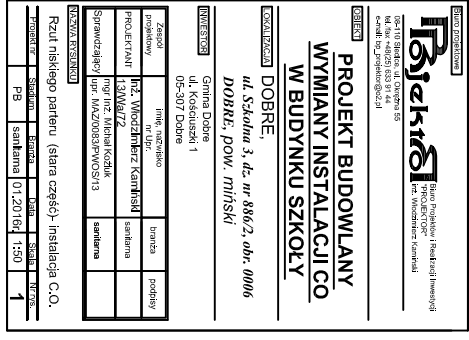 Biuro projektowe
Projektor
Biuro Projektów i Realizacji Inwestycji
"PROJEKTOR"
inż. Włodzimierz Kamiński
08-110 Siedlce, ul. Okrężna 55
tel./fax +48(25) 633 91 44
e-mail: bp_projektor@o2.pl
OBIEKT
PROJEKT BUDOWLANY
WYMIANY INSTALACJI CO
W BUDYNKU SZKOŁY
LOKALIZACJA
DOBRE,
ul. Szkolna 3, dz. nr 886/2, obr. 0006
DOBRE, pow. miński
INWESTOR
Gmina Dobre
ul. Kościuszki 1
05-307 Dobre
Zespół projektowy
imię, nazwisko nr Upr.
branża
podpisy
PROJEKTANT
inż. Włodzimierz Kamiński
13/Wa/72
sanitarna
Sprawdzający
mgr inż. Michał Koźluk
upr. MAZ/0083/PWOS/13
sanitarna
NAZWA RYSUNKU
Rzut niskiego parteru (stara część)- instalacja C.O.
Projekt nr Stadium Branża Data Skala Nr rys.
PB sanitarna 01.2016r. 1:50 1